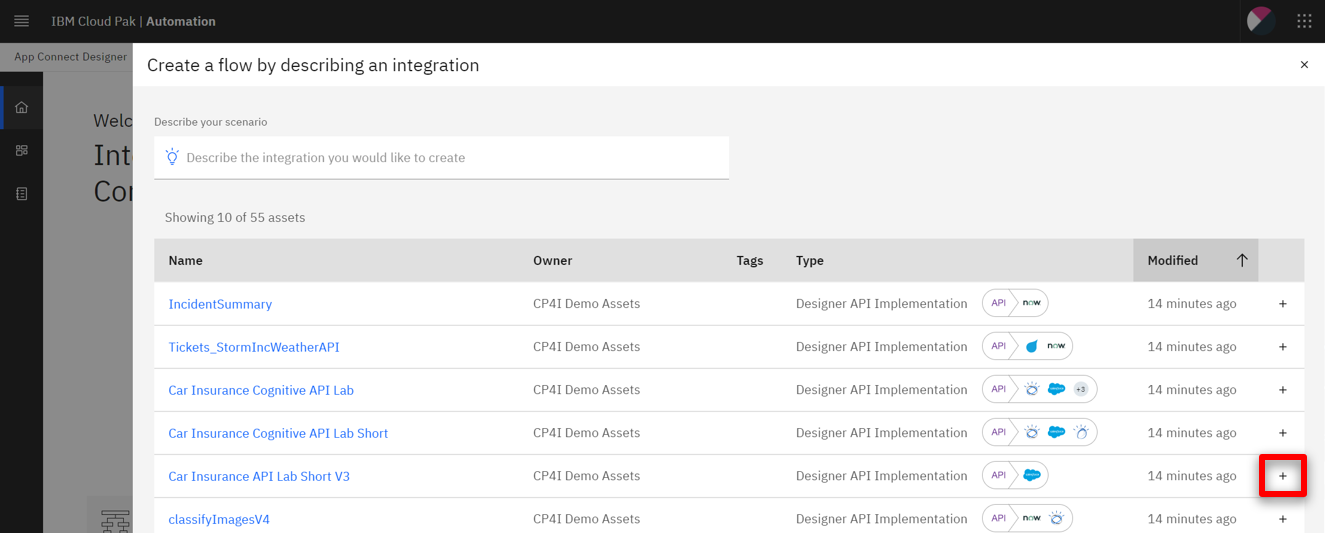 IBM Cloud Pak | Automation
App Connect Designer
Create a flow by describing an integration
Welc
Int
Con
Describe your scenario
Describe the integration you would like to create
Showing 10 of 55 assets
Name Owner Tags Type Modified
IncidentSummary CP4I Demo Assets Designer API Implementation API now 14 minutes ago +
Tickets_StormIncWeatherAPI CP4I Demo Assets Designer API Implementation API now 14 minutes ago +
Car Insurance Cognitive API Lab CP4I Demo Assets Designer API Implementation API +3 14 minutes ago +
Car Insurance Cognitive API Lab Short CP4I Demo Assets Designer API Implementation API 14 minutes ago +
Car Insurance API Lab Short V3 CP4I Demo Assets Designer API Implementation API 14 minutes ago +
classifyImagesV4 CP4I Demo Assets Designer API Implementation API now 14 minutes ago +